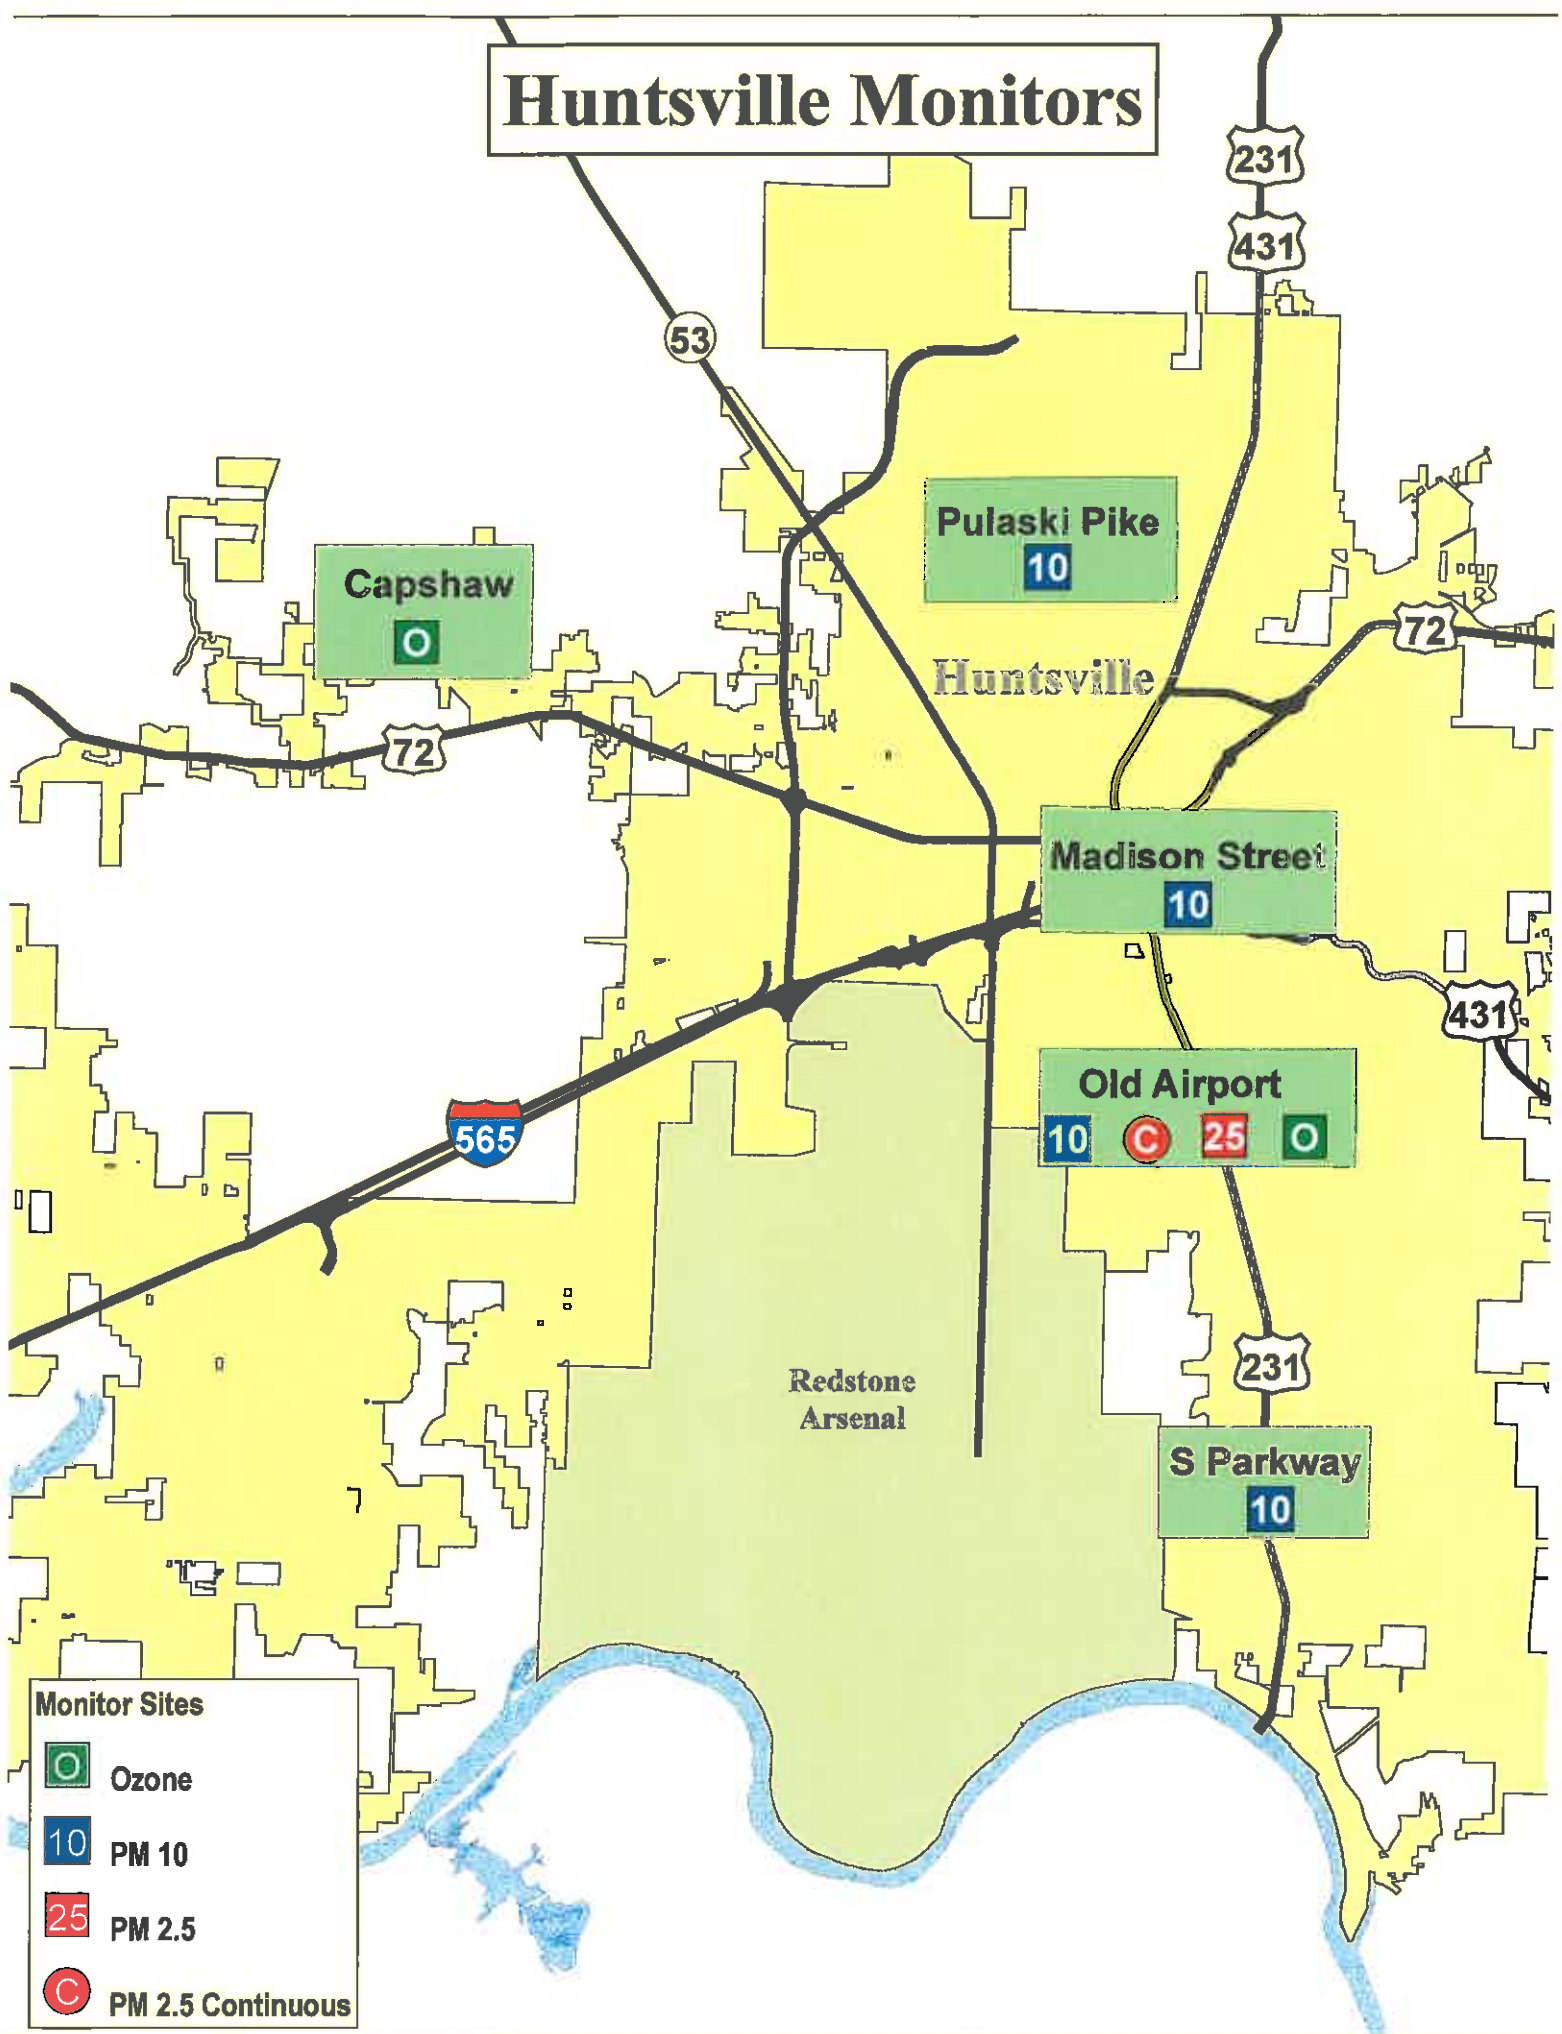 Huntsville Monitors
231
431
53
Pulaski Pike
10
Capshaw
O
72
Huntsville
72
Madison Street
10
431
Old Airport
10 C 25 O
565
231
Redstone
Arsenal
S Parkway
10
Monitor Sites
O Ozone
10 PM 10
25 PM 2.5
C PM 2.5 Continuous